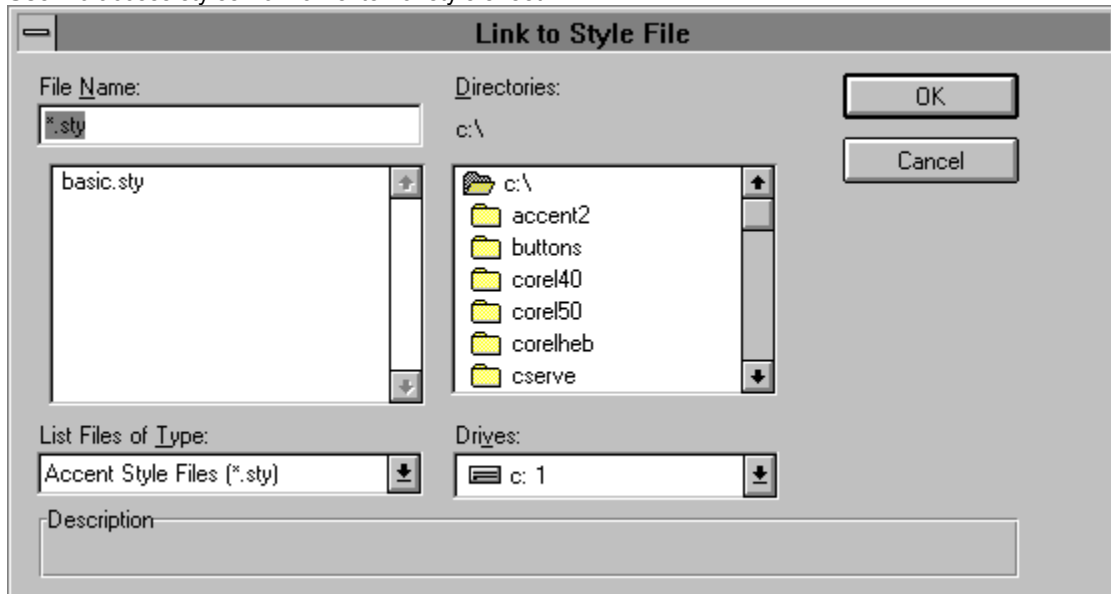 Link to Style File
File Name:
*.sty
basic.sty
List Files of Type:
Accent Style Files (*.sty)
Directories:
c:\
c:\
accent2
buttons
corel40
corel50
corelheb
cserve
Drives:
c: 1
OK
Cancel
Description